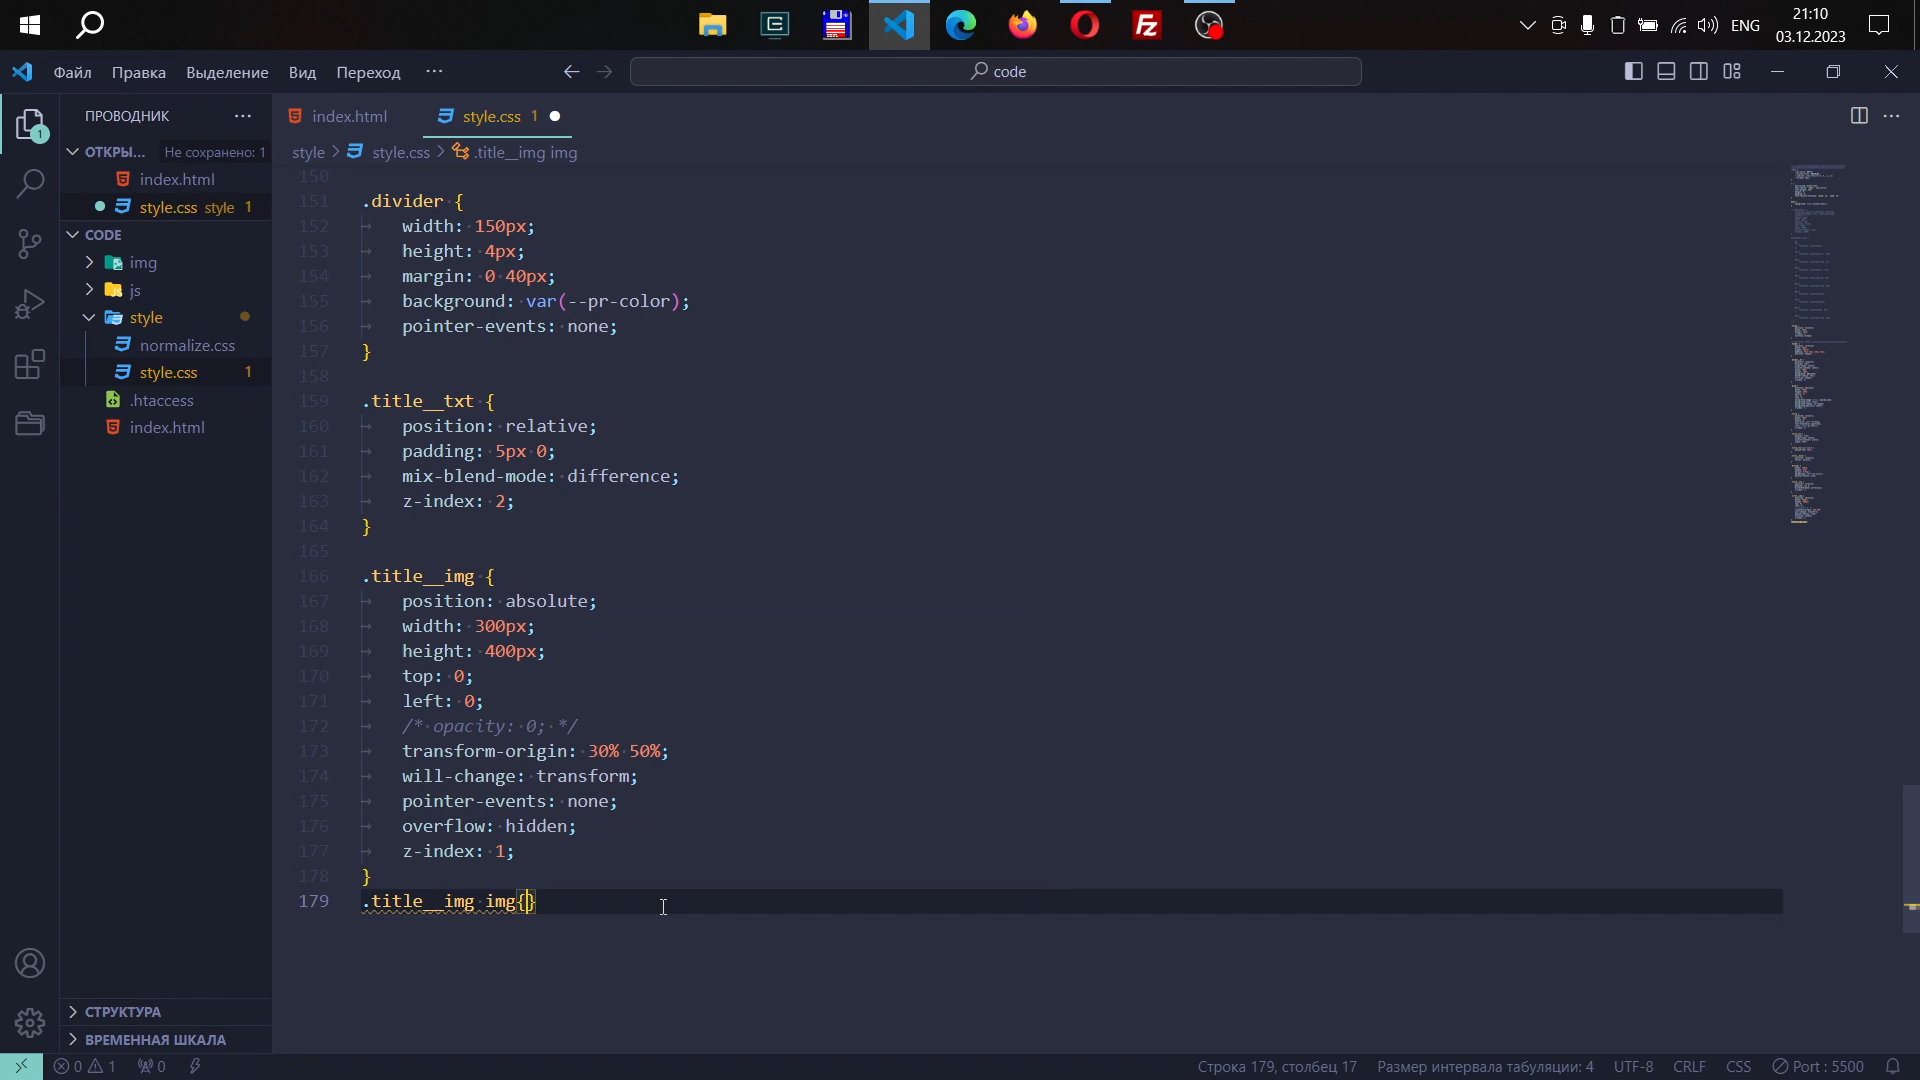 ENG
21:10
03.12.2023
Файл Правка Выделение Вид Переход ···
code
ПРОВОДНИК
ОТКРЫ... Не сохранено: 1
index.html
style.css style 1
CODE
img
js
style
normalize.css
style.css 1
.htaccess
index.html
СТРУКТУРА
ВРЕМЕННАЯ ШКАЛА
index.html
style.css 1
style > style.css > .title__img img
150
151 .divider {
152 width: 150px;
153 height: 4px;
154 margin: 0 40px;
155 background: var(--pr-color);
156 pointer-events: none;
157 }
158
159 .title__txt {
160 position: relative;
161 padding: 5px 0;
162 mix-blend-mode: difference;
163 z-index: 2;
164 }
165
166 .title__img {
167 position: absolute;
168 width: 300px;
169 height: 400px;
170 top: 0;
171 left: 0;
172 /* opacity: 0; */
173 transform-origin: 30% 50%;
174 will-change: transform;
175 pointer-events: none;
176 overflow: hidden;
177 z-index: 1;
178 }
179 .title__img img{}
0 1 0
Строка 179, столбец 17 Размер интервала табуляции: 4 UTF-8 CRLF CSS Port : 5500